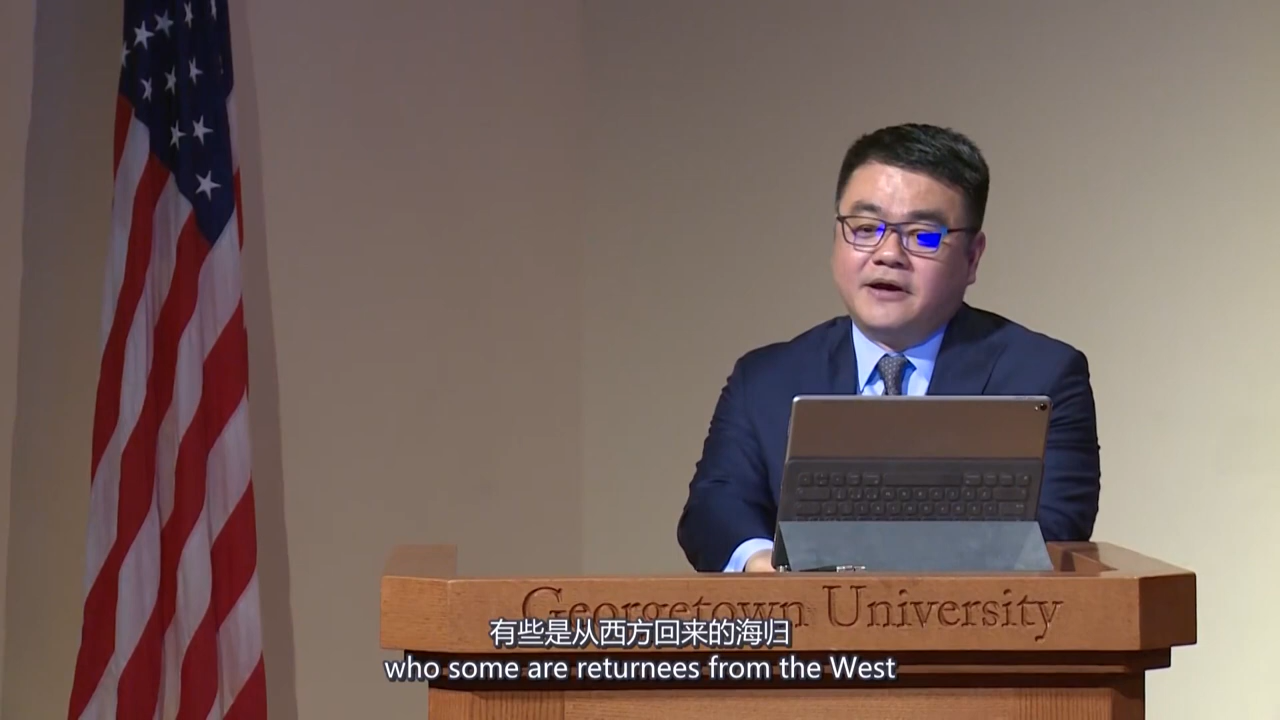 Georgetown University
有些是从西方回来的海归
who some are returnees from the West